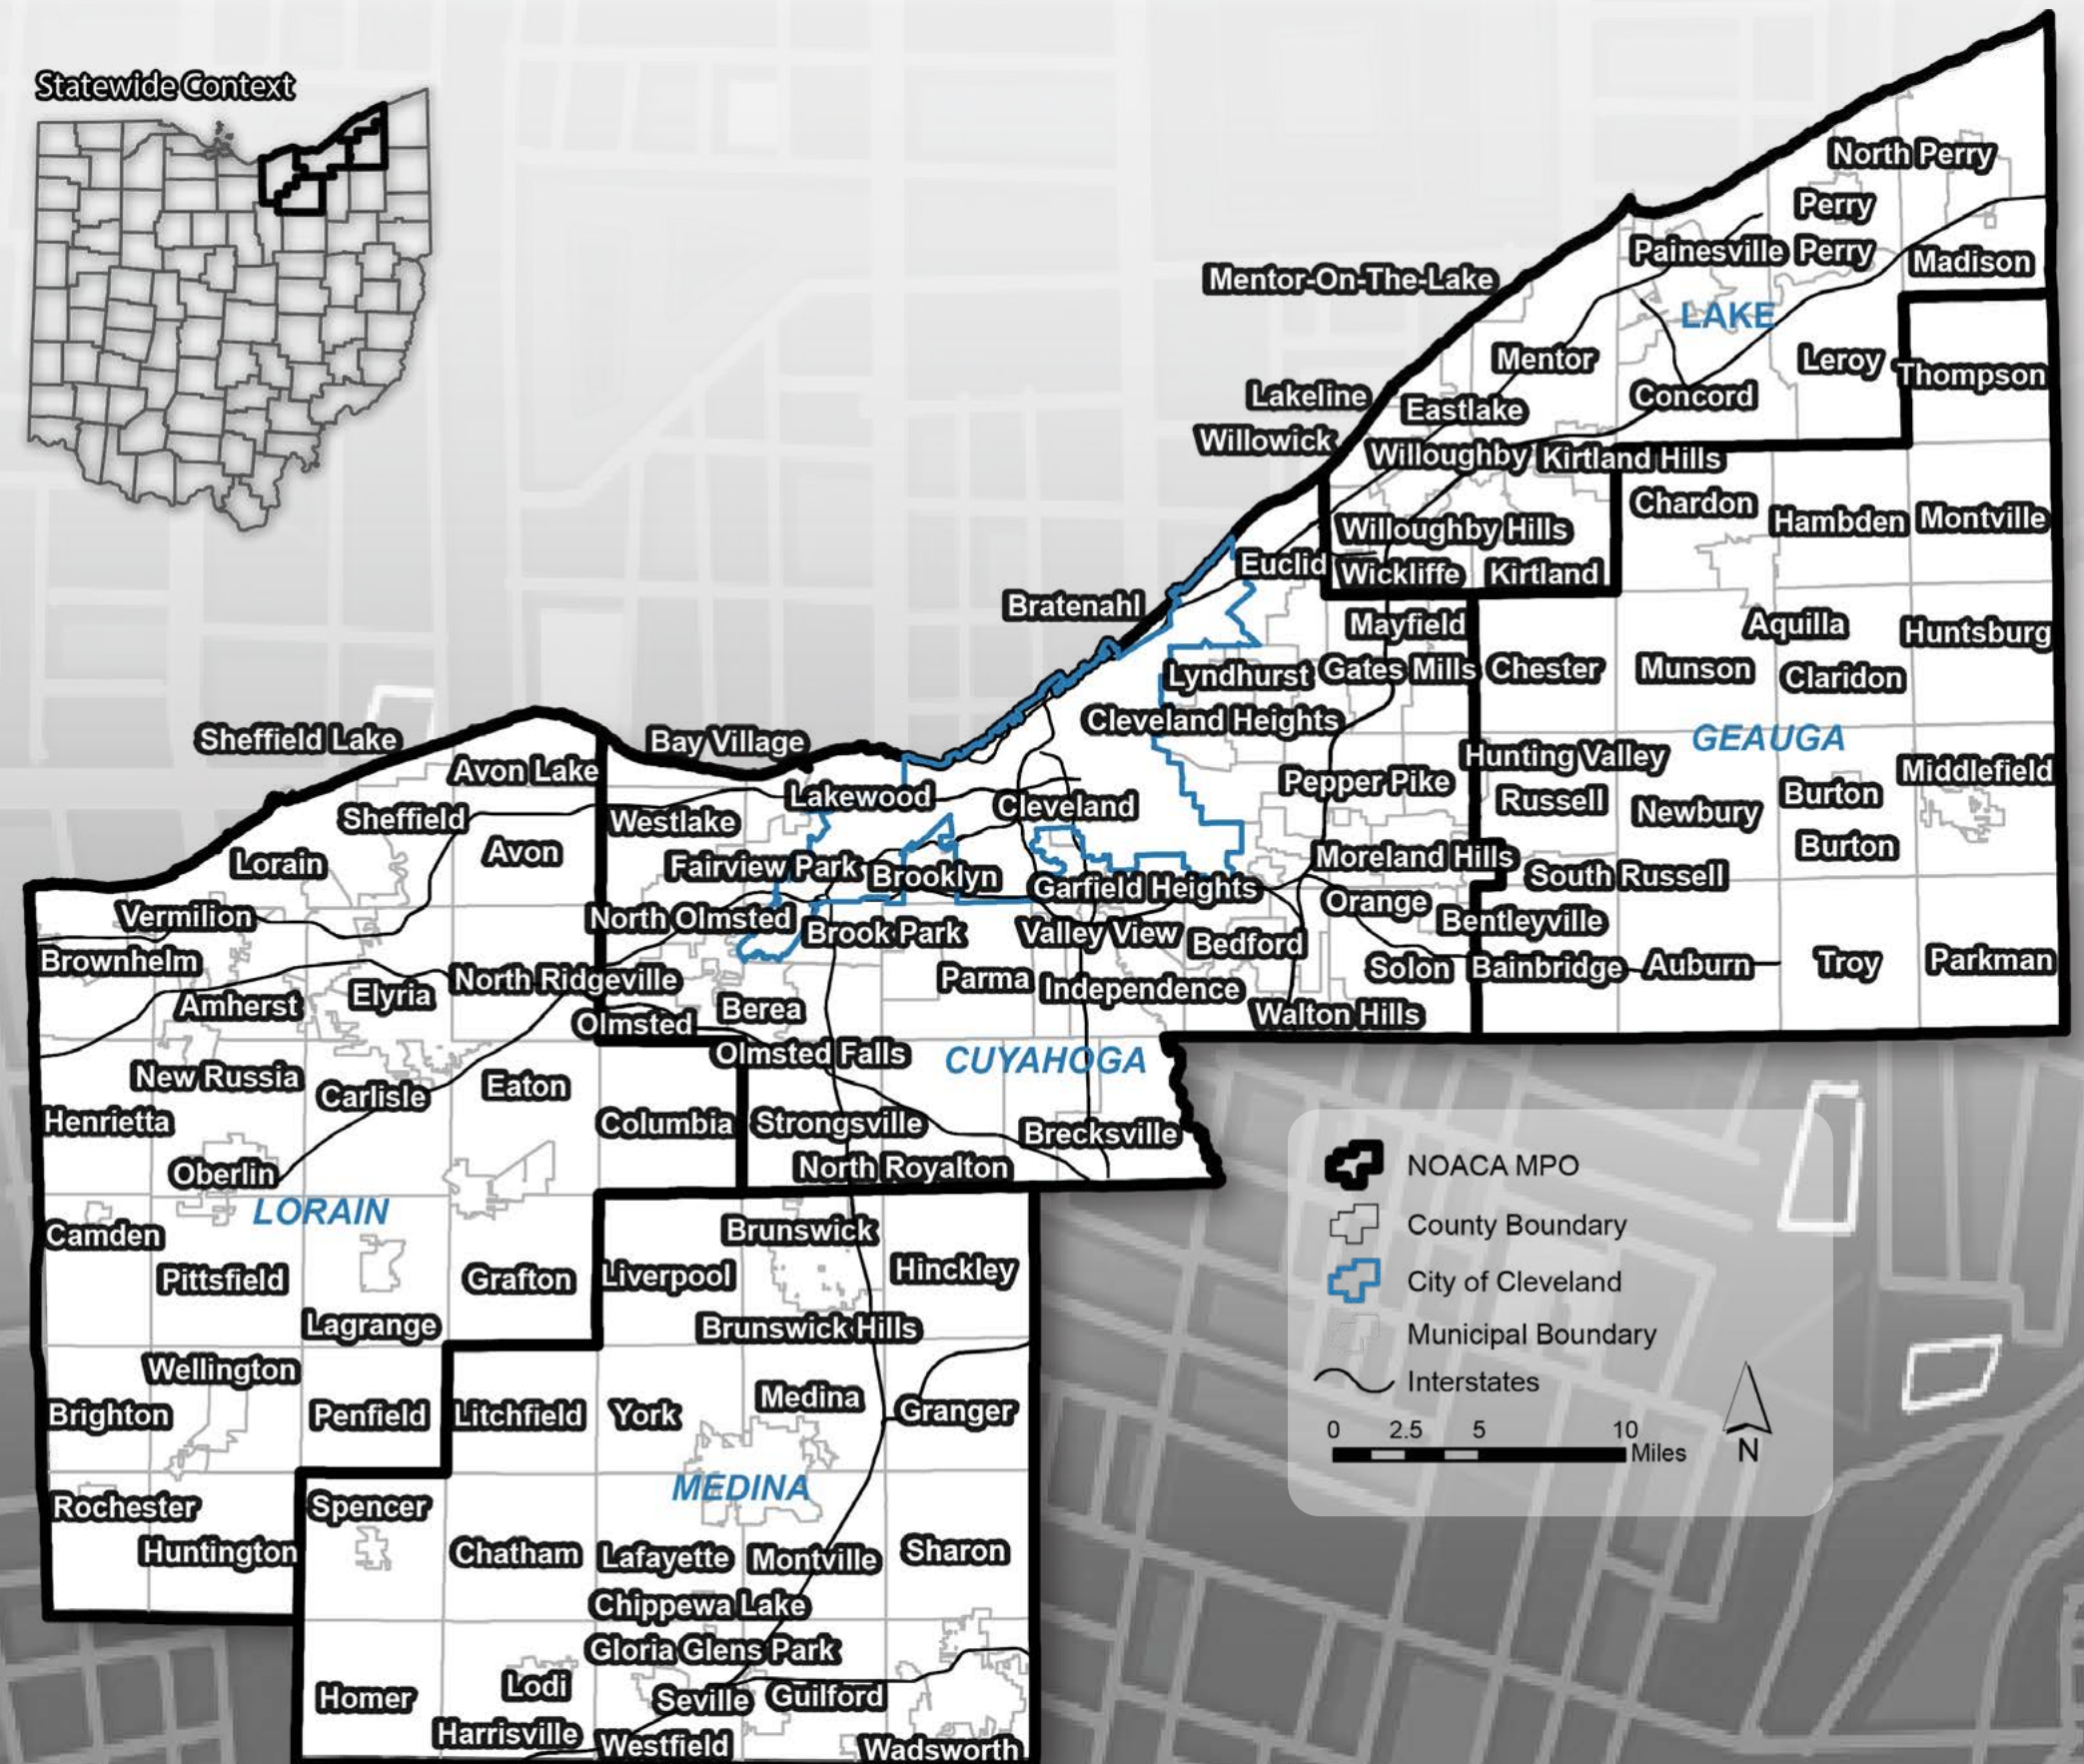 Statewide Context
North Perry
Perry
Painesville
Perry
Madison
Mentor-On-The-Lake
LAKE
Mentor
Leroy
Thompson
Lakeline
Eastlake
Concord
Willowick
Willoughby
Kirtland Hills
Chardon
Hambden
Montville
Willoughby Hills
Euclid
Wickliffe
Kirtland
Bratenahl
Mayfield
Aquilla
Huntsburg
Lyndhurst
Gates Mills
Chester
Munson
Claridon
Cleveland Heights
GEAUGA
Sheffield Lake
Bay Village
Hunting Valley
Avon Lake
Pepper Pike
Middlefield
Lakewood
Cleveland
Russell
Newbury
Burton
Sheffield
Westlake
Burton
Avon
Lorain
Fairview Park
Brooklyn
Moreland Hills
South Russell
Garfield Heights
Orange
Vermilion
North Olmsted
Brook Park
Valley View
Bedford
Bentleyville
Brownhelm
Solon
Bainbridge
Auburn
Troy
Parkman
North Ridgeville
Parma
Independence
Amherst
Elyria
Berea
Walton Hills
Olmsted
Olmsted Falls
CUYAHOGA
New Russia
Carlisle
Eaton
Henrietta
Columbia
Strongsville
Brecksville
Oberlin
North Royalton
LORAIN
Camden
Brunswick
Pittsfield
Grafton
Liverpool
Hinckley
Lagrange
Brunswick Hills
Wellington
Brighton
Penfield
Litchfield
York
Medina
Granger
MEDINA
Rochester
Spencer
Huntington
Chatham
Lafayette
Montville
Sharon
Chippewa Lake
Gloria Glens Park
Homer
Lodi
Seville
Guilford
Harrisville
Westfield
Wadsworth
NOACA MPO
County Boundary
City of Cleveland
Municipal Boundary
Interstates
0 2.5 5 10
Miles
N